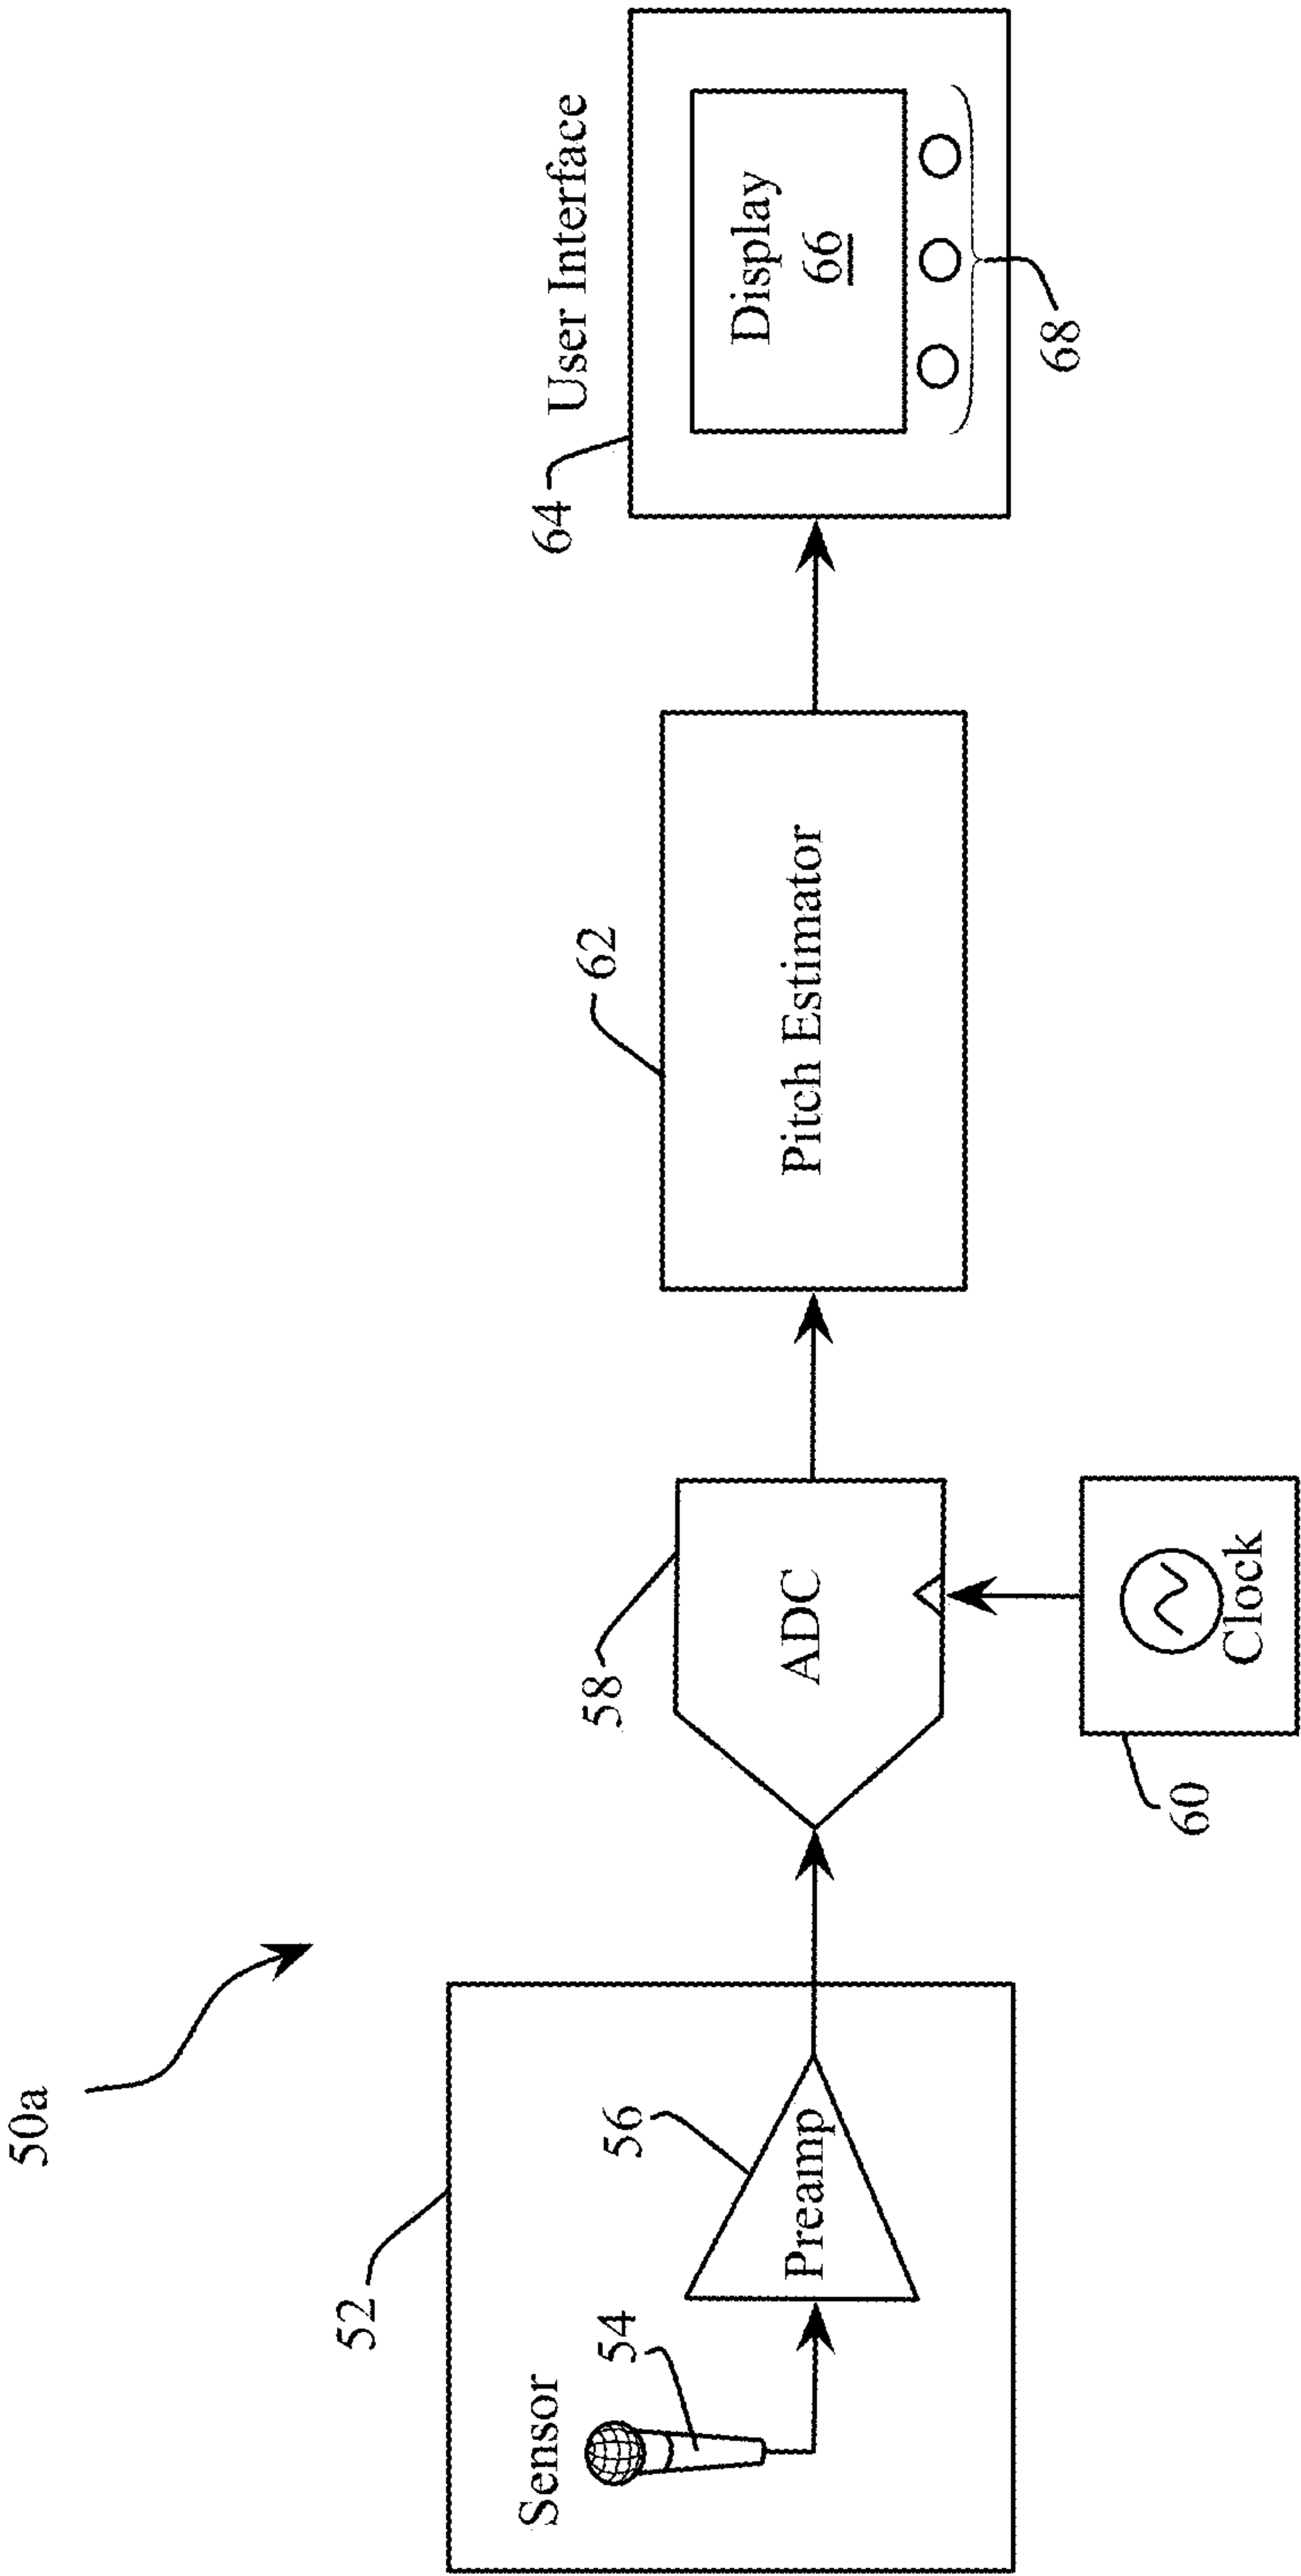 50a
52
Sensor
54
56
Preamp
58
ADC
60
Clock
62
Pitch Estimator
64
User Interface
Display
66
68